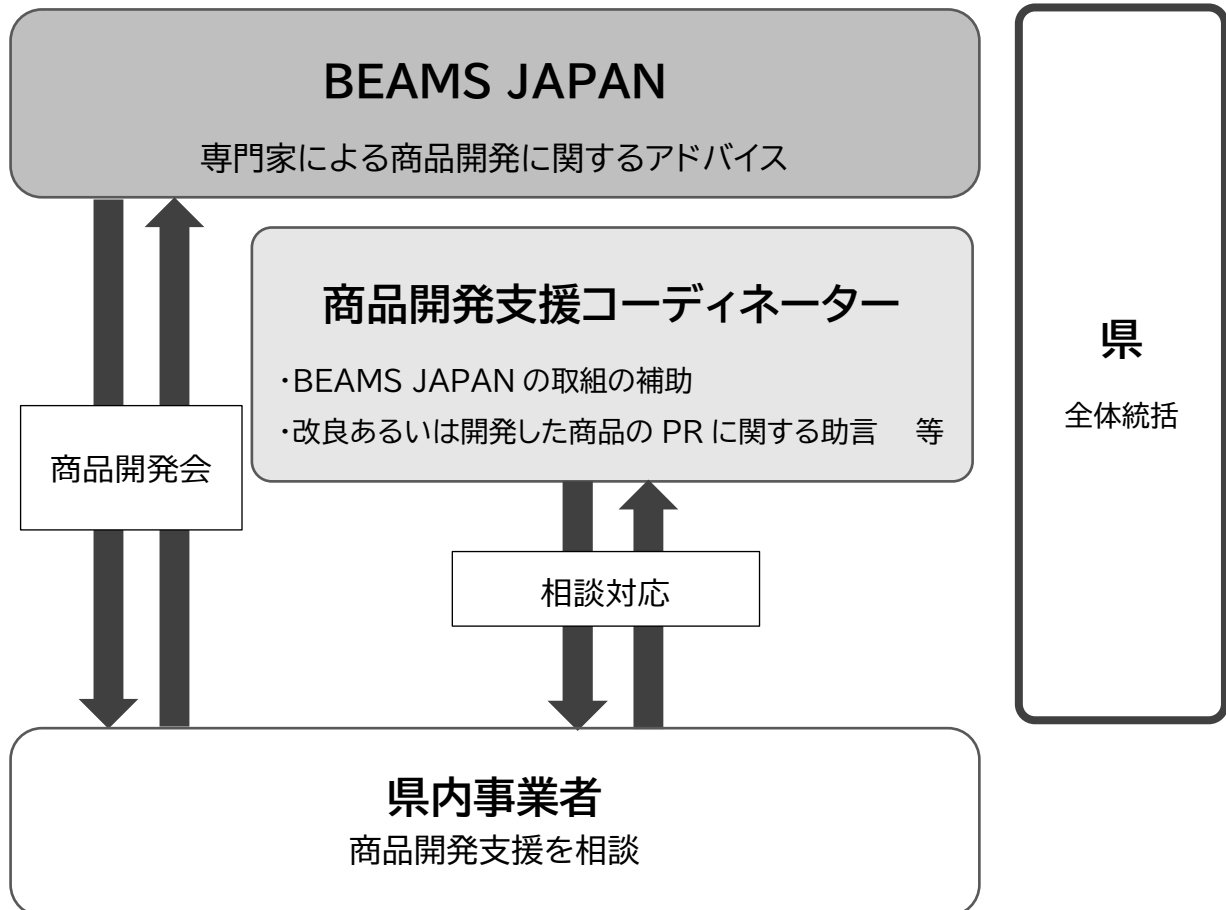 BEAMS JAPAN
専門家による商品開発に関するアドバイス
商品開発支援コーディネーター
・BEAMS JAPAN の取組の補助
・改良あるいは開発した商品の PR に関する助言　等
商品開発会
相談対応
県内事業者
商品開発支援を相談
県
全体統括